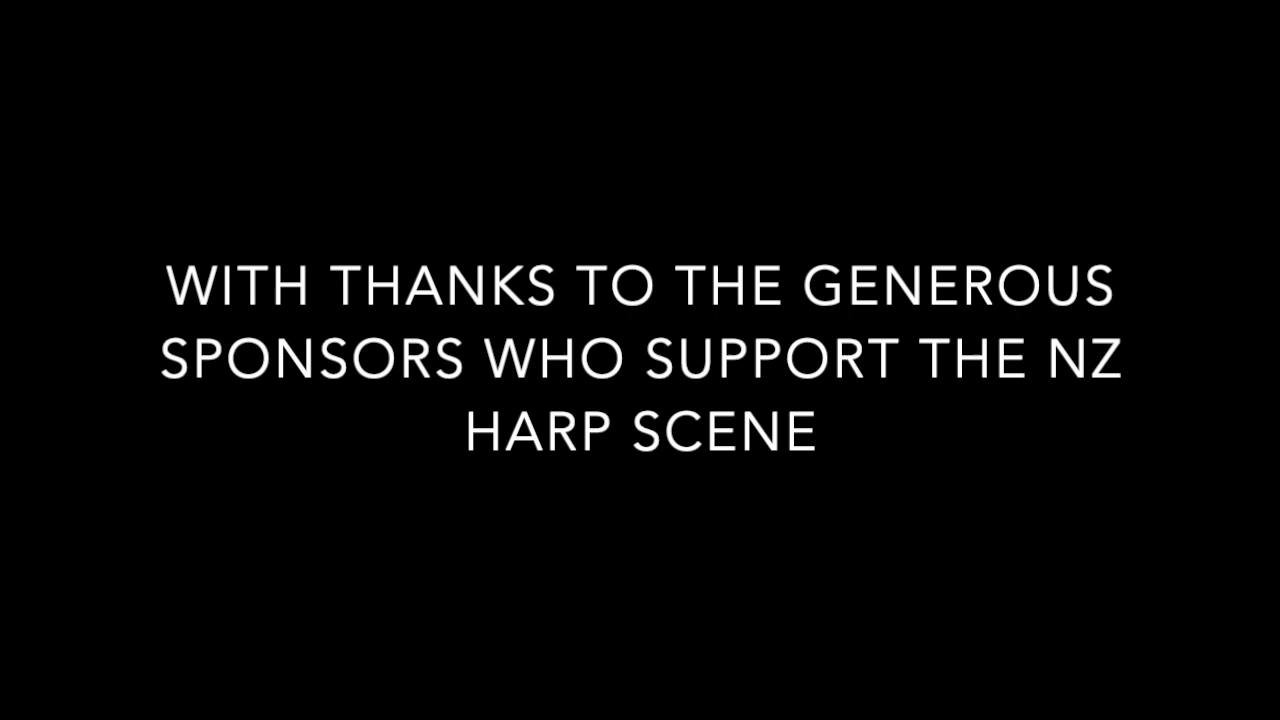 WITH THANKS TO THE GENEROUS
SPONSORS WHO SUPPORT THE NZ
HARP SCENE